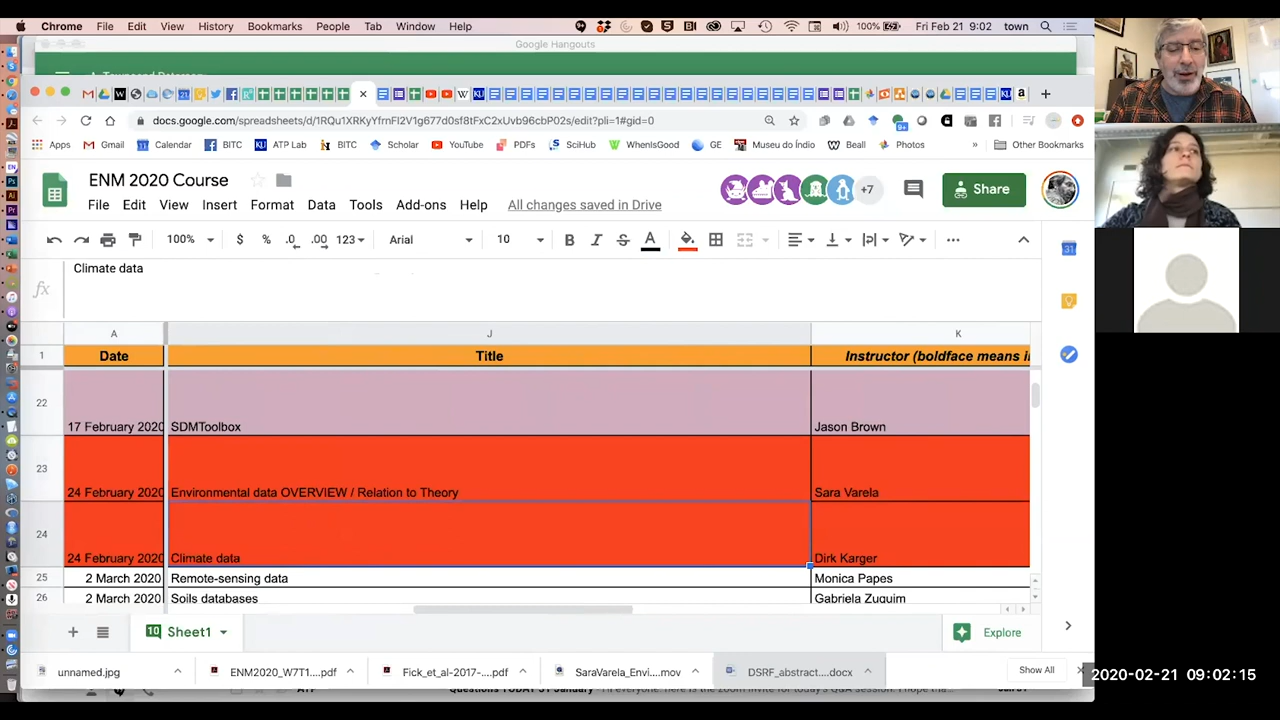 Chrome File Edit View History Bookmarks People Tab Window Help 100% Fri Feb 21 9:02 town
Google Hangouts
docs.google.com/spreadsheets/d/1RQu1XRKyYfrnFI2V1g677d0sf8tFxC2xUvb96cbP02s/edit?pli=1#gid=0
Apps Gmail Calendar BITC ATP Lab BITC Scholar YouTube PDFs SciHub WhenIsGood GE Museu do Índio Beall Photos » Other Bookmarks
ENM 2020 Course
+7
Share
File Edit View Insert Format Data Tools Add-ons Help All changes saved in Drive
100% $ % .0 .00 123 Arial 10 B I S A
Climate data
fx
A J K
1 Date Title Instructor (boldface means i
22 17 February 2020 SDMToolbox Jason Brown
23 24 February 2020 Environmental data OVERVIEW / Relation to Theory Sara Varela
24 24 February 2020 Climate data Dirk Karger
25 2 March 2020 Remote-sensing data Monica Papes
26 2 March 2020 Soils databases Gabriela Zuquim
10 Sheet1 Explore
unnamed.jpg ENM2020_W7T1....pdf Fick_et_al-2017-....pdf SaraVarela_Envi....mov DSRF_abstract....docx Show All
2020-02-21 09:02:15